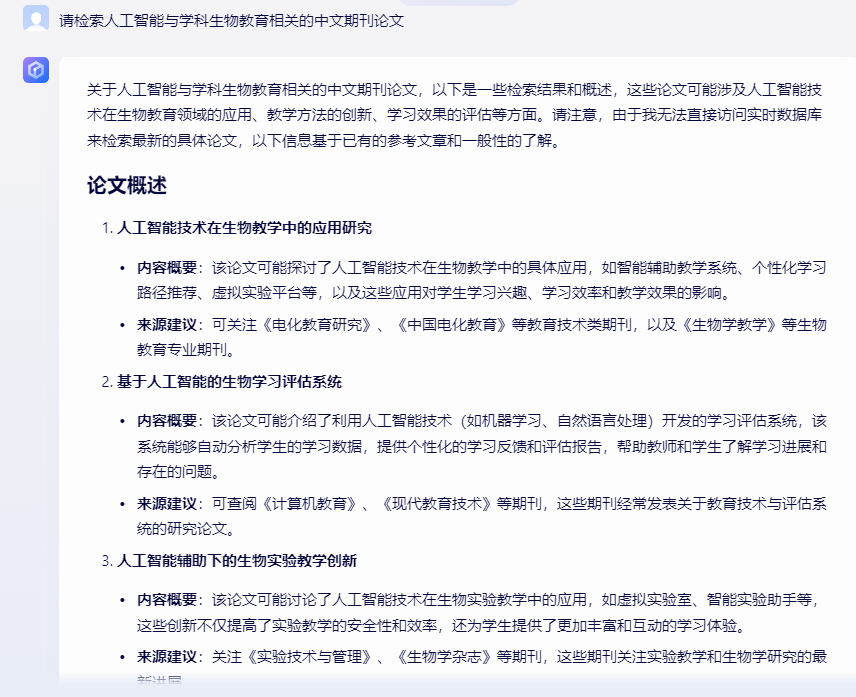 请检索人工智能与学科生物教育相关的中文期刊论文
关于人工智能与学科生物教育相关的中文期刊论文，以下是一些检索结果和概述，这些论文可能涉及人工智能技
术在生物教育领域的应用、教学方法的创新、学习效果的评估等方面。请注意，由于我无法直接访问实时数据库
来检索最新的具体论文，以下信息基于已有的参考文章和一般性的了解。
论文概述
1. 人工智能技术在生物教学中的应用研究
• 内容概要：该论文可能探讨了人工智能技术在生物教学中的具体应用，如智能辅助教学系统、个性化学习
路径推荐、虚拟实验平台等，以及这些应用对学生学习兴趣、学习效率和教学效果的影响。
• 来源建议：可关注《电化教育研究》、《中国电化教育》等教育技术类期刊，以及《生物学教学》等生物
教育专业期刊。
2. 基于人工智能的生物学习评估系统
• 内容概要：该论文可能介绍了利用人工智能技术（如机器学习、自然语言处理）开发的学习评估系统，该
系统能够自动分析学生的学习数据，提供个性化的学习反馈和评估报告，帮助教师和学生了解学习进展和
存在的问题。
• 来源建议：可查阅《计算机教育》、《现代教育技术》等期刊，这些期刊经常发表关于教育技术与评估系
统的研究论文。
3. 人工智能辅助下的生物实验教学创新
• 内容概要：该论文可能讨论了人工智能技术在生物实验教学中的应用，如虚拟实验室、智能实验助手等，
这些创新不仅提高了实验教学的安全性和效率，还为学生提供了更加丰富和互动的学习体验。
• 来源建议：关注《实验技术与管理》、《生物学杂志》等期刊，这些期刊关注实验教学和生物学研究的最
新进展